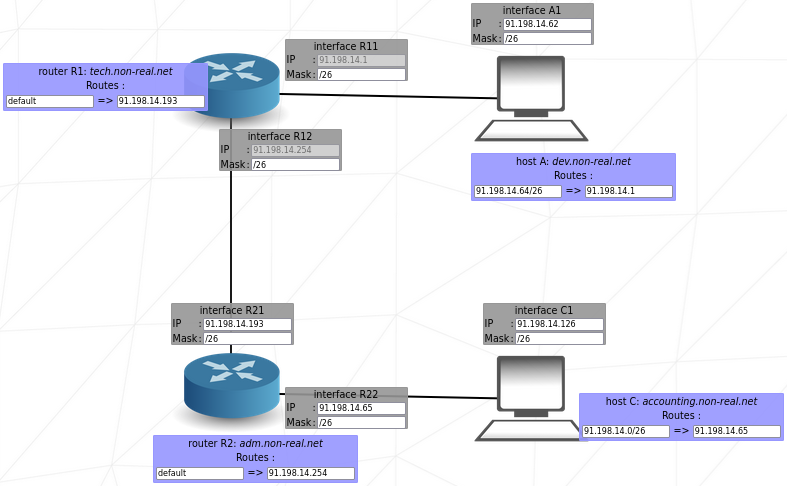 interface A1
IP : 91.198.14.62
Mask: /26
interface R11
IP : 91.198.14.1
Mask: /26
router R1: tech.non-real.net
Routes :
default => 91.198.14.193
interface R12
IP : 91.198.14.254
Mask: /26
host A: dev.non-real.net
Routes :
91.198.14.64/26 => 91.198.14.1
interface R21
IP : 91.198.14.193
Mask: /26
interface C1
IP : 91.198.14.126
Mask: /26
interface R22
IP : 91.198.14.65
Mask: /26
host C: accounting.non-real.net
Routes :
91.198.14.0/26 => 91.198.14.65
router R2: adm.non-real.net
Routes :
default => 91.198.14.254